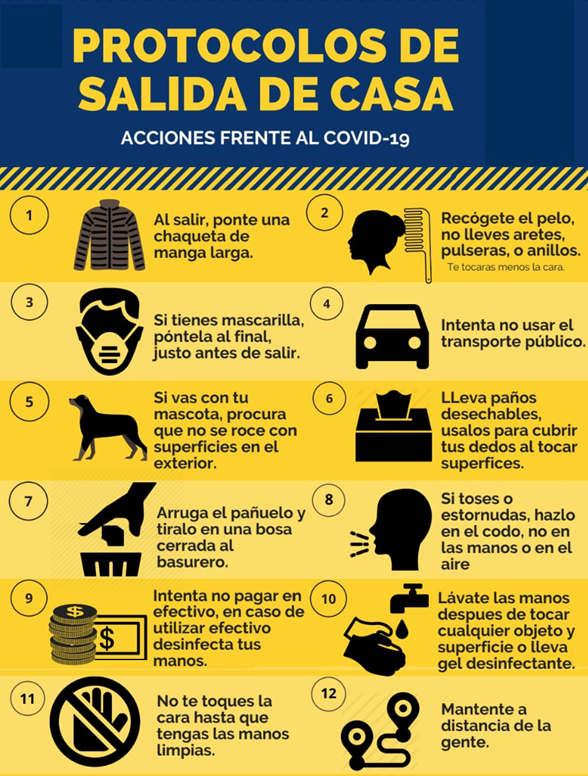 PROTOCOLOS DE
SALIDA DE CASA
ACCIONES FRENTE AL COVID-19
1
Al salir, ponte una
chaqueta de
manga larga.
2
Recógete el pelo,
no lleves aretes,
pulseras, o anillos.
Te tocaras menos la cara.
3
Si tienes mascarilla,
póntela al final,
justo antes de salir.
4
Intenta no usar el
transporte público.
5
Si vas con tu
mascota, procura
que no se roce con
superficies en el
exterior.
6
LLeva paños
desechables,
usalos para cubrir
tus dedos al tocar
superfices.
7
Arruga el pañuelo y
tiralo en una bosa
cerrada al
basurero.
8
Si toses o
estornudas, hazlo
en el codo, no en
las manos o en el
aire
9
$
$
Intenta no pagar en
efectivo, en caso de
utilizar efectivo
desinfecta tus
manos.
10
Lávate las manos
despues de tocar
cualquier objeto y
superficie o lleva
gel desinfectante.
11
No te toques la
cara hasta que
tengas las manos
limpias.
12
Mantente a
distancia de la
gente.